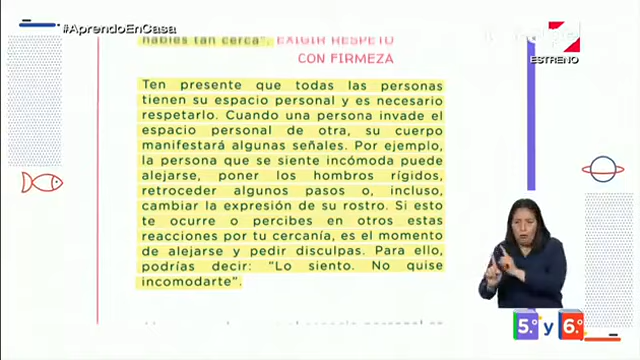 #AprendoEnCasa
hables tan cerca". EXIGIR RESPETO
CON FIRMEZA
ESTRENO
Ten presente que todas las personas
tienen su espacio personal y es necesario
respetarlo. Cuando una persona invade el
espacio personal de otra, su cuerpo
manifestará algunas señales. Por ejemplo,
la persona que se siente incómoda puede
alejarse, poner los hombros rígidos,
retroceder algunos pasos o, incluso,
cambiar la expresión de su rostro. Si esto
te ocurre o percibes en otros estas
reacciones por tu cercanía, es el momento
de alejarse y pedir disculpas. Para ello,
podrías decir: "Lo siento. No quise
incomodarte".
5.° y 6.°